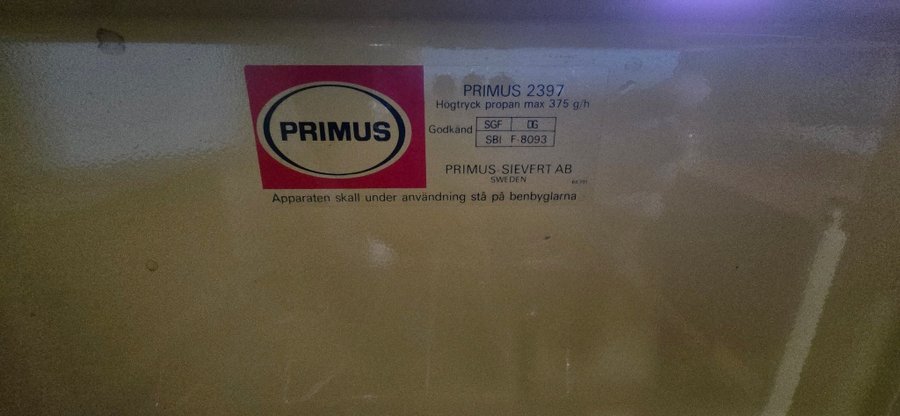 PRIMUS
PRIMUS 2397
Högtryck propan max 375 g/h
Godkänd SGF DG
SBI F-8093
PRIMUS-SIEVERT AB
SWEDEN
Apparaten skall under användning stå på benbyglarna